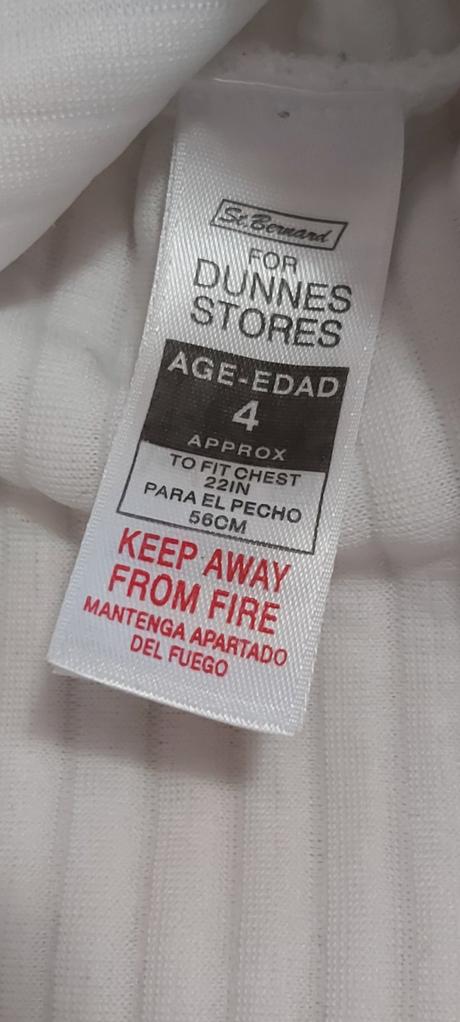 St. Bernard
FOR
DUNNES
STORES
AGE-EDAD
4
APPROX
TO FIT CHEST
22IN
PARA EL PECHO
56CM
KEEP AWAY
FROM FIRE
MANTENGA APARTADO
DEL FUEGO